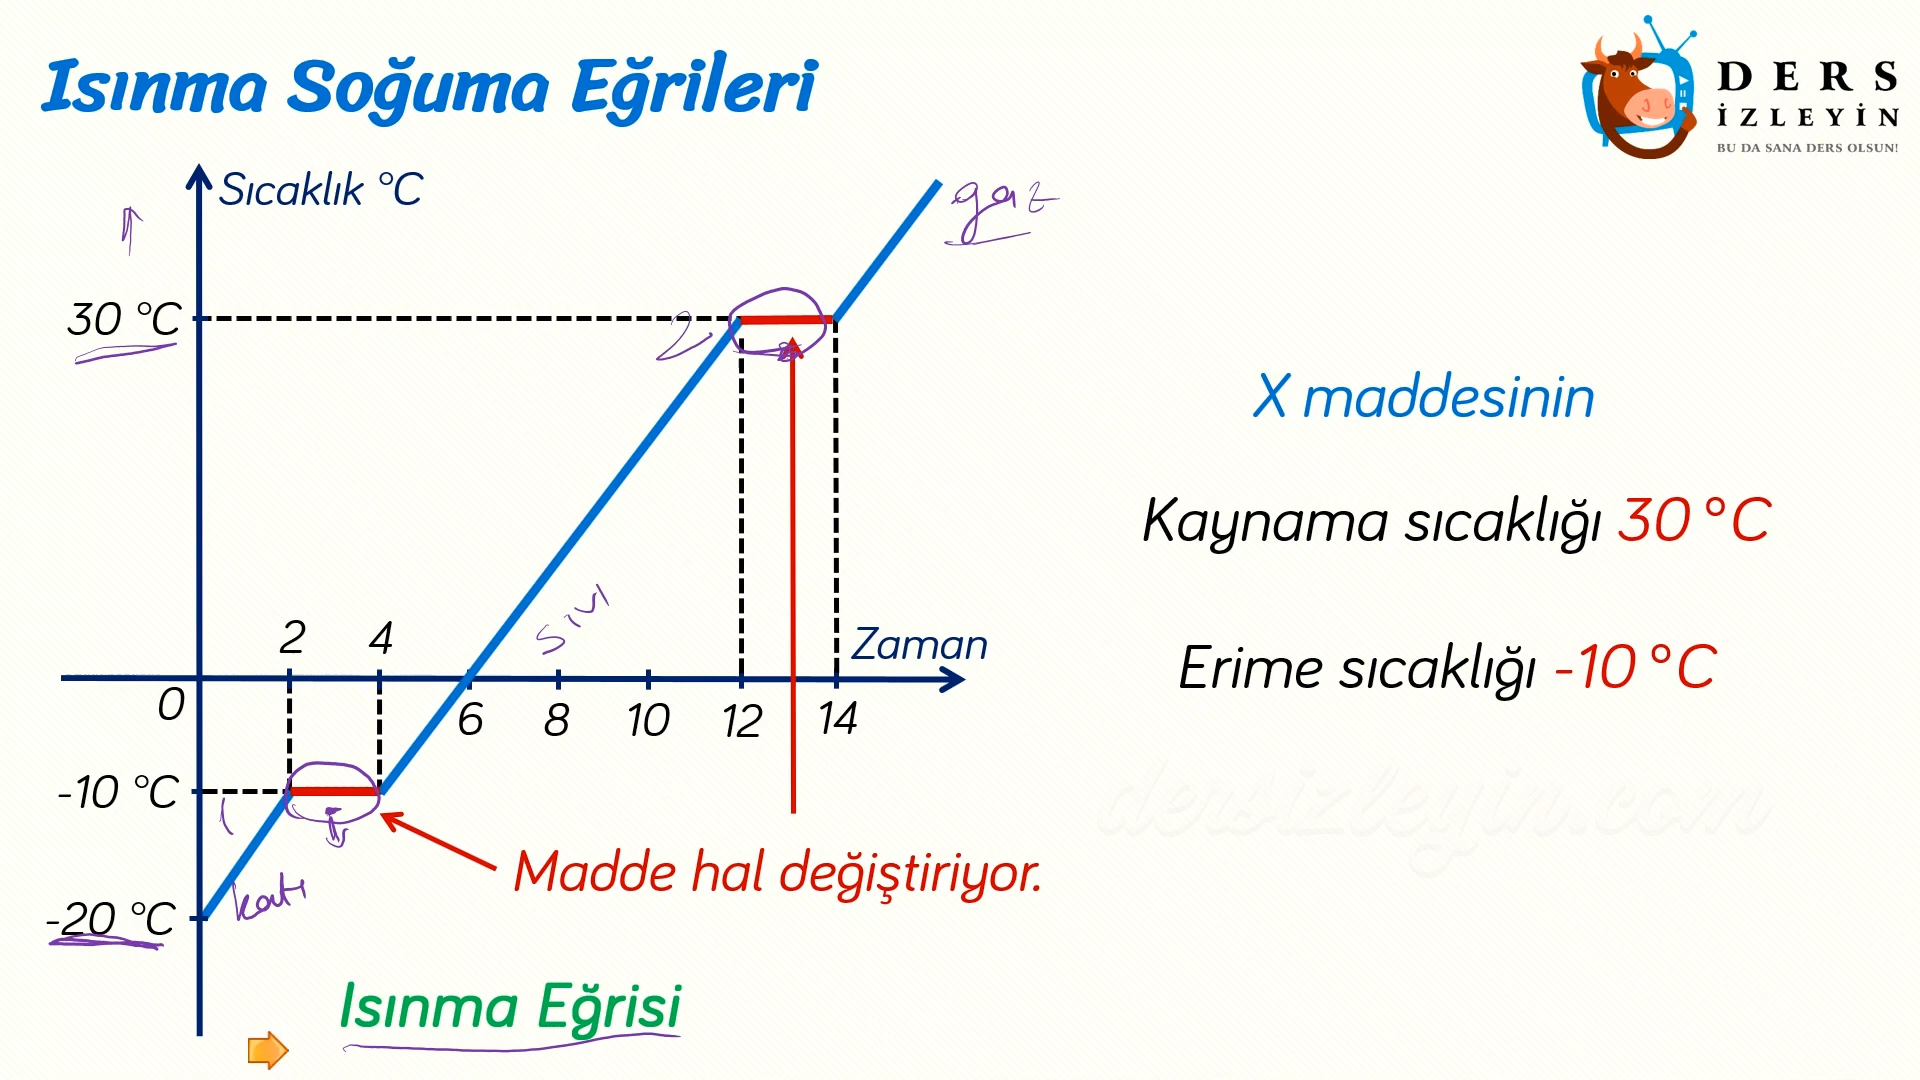 Isınma Soğuma Eğrileri
DERS
İZLEYİN
BU DA SANA DERS OLSUN!
Sıcaklık °C
gaz
30 °C
2
X maddesinin
Kaynama sıcaklığı 30 °C
sıvı
Erime sıcaklığı -10 °C
2 4
Zaman
0 6 8 10 12 14
-10 °C
1
dersizleyin.com
Madde hal değiştiriyor.
katı
-20 °C
Isınma Eğrisi